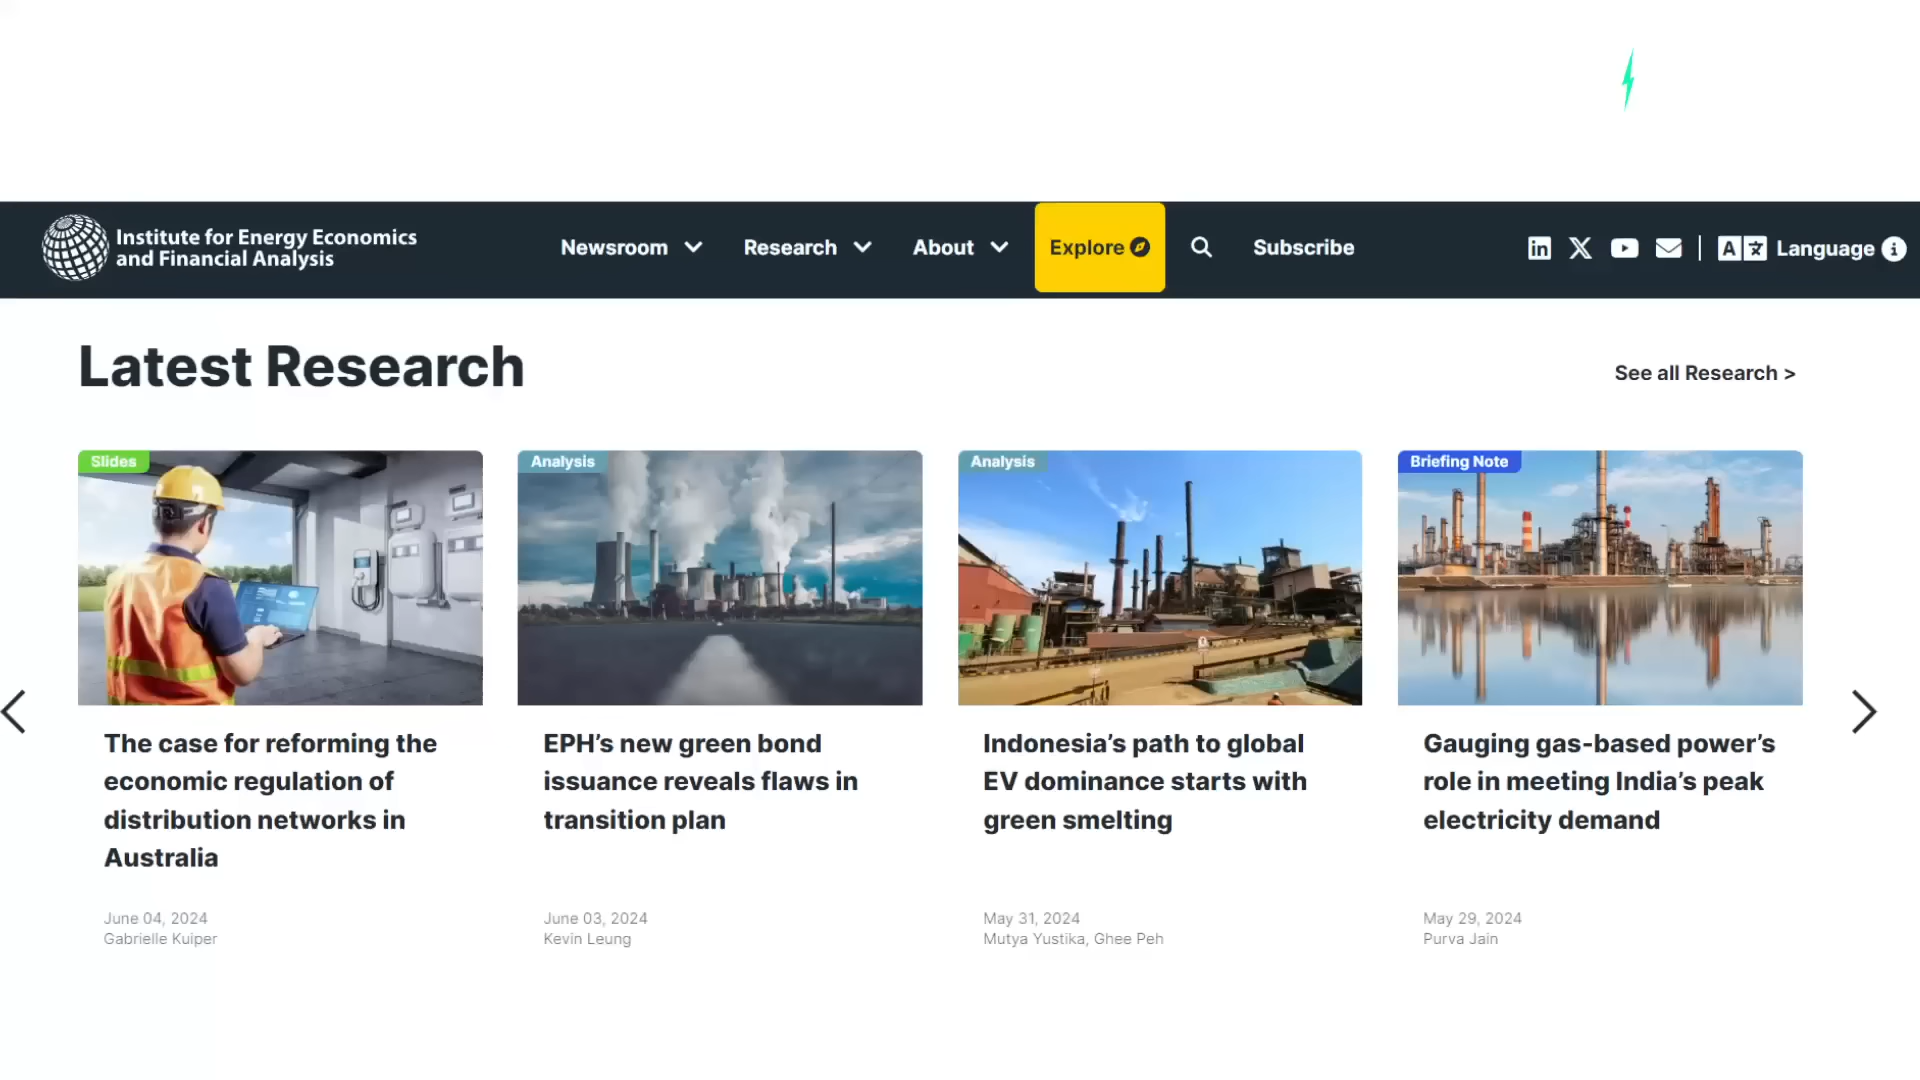 Institute for Energy Economics
and Financial Analysis
Newsroom
Research
About
Explore
Subscribe
Language
Latest Research
See all Research >
Slides
The case for reforming the
economic regulation of
distribution networks in
Australia
June 04, 2024
Gabrielle Kuiper
Analysis
EPH’s new green bond
issuance reveals flaws in
transition plan
June 03, 2024
Kevin Leung
Analysis
Indonesia’s path to global
EV dominance starts with
green smelting
May 31, 2024
Mutya Yustika, Ghee Peh
Briefing Note
Gauging gas-based power’s
role in meeting India’s peak
electricity demand
May 29, 2024
Purva Jain